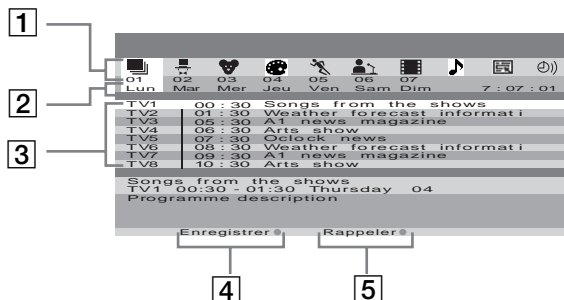 1
01 02 03 04 05 06 07
2
Lun Mar Mer Jeu Ven Sam Dim 7 : 07 : 01
TV1 00 : 30 Songs from the shows
TV2 01 : 30 Weather forecast informati
TV3 05 : 30 A1 news magazine
3
TV4 06 : 30 Arts show
TV5 07 : 30 Oclock news
TV6 08 : 30 Weather forecast informati
TV7 09 : 30 A1 news magazine
TV8 10 : 30 Arts show
Songs from the shows
TV1 00:30 - 01:30 Thursday 04
Programme description
Enregistrer Rappeler
4 5